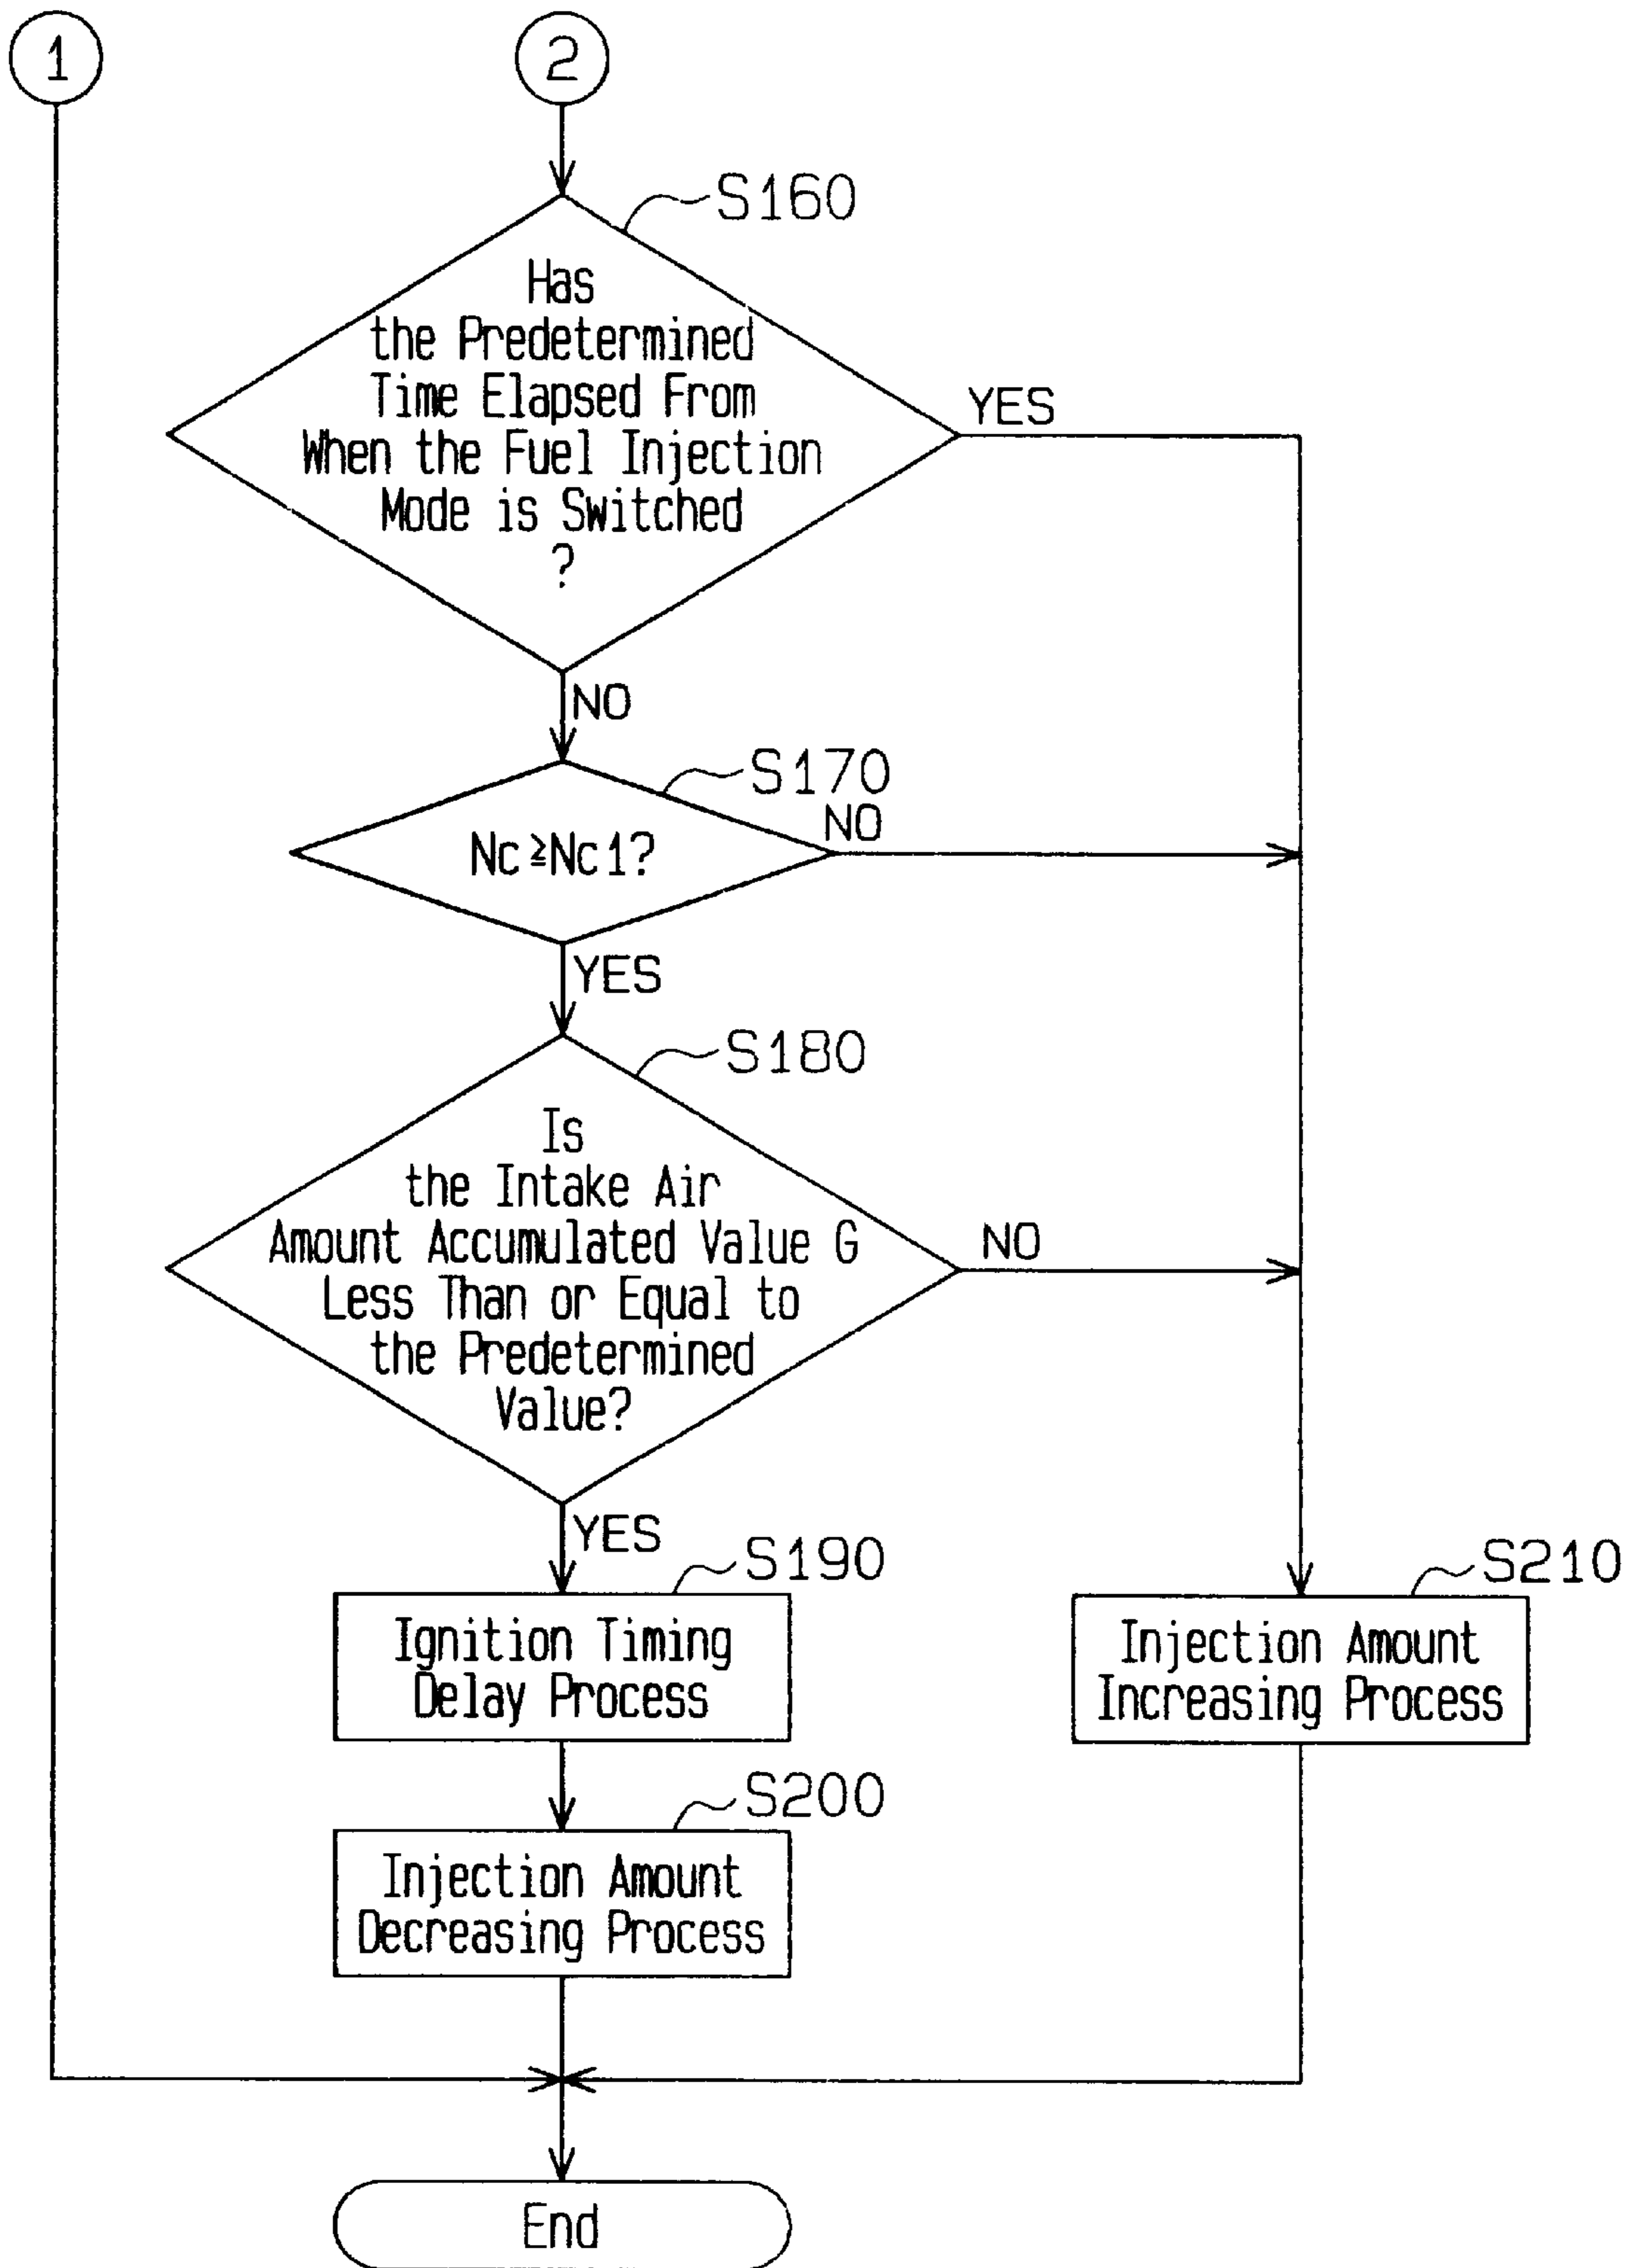 1
2
S160
Has
the Predetermined
Time Elapsed From
When the Fuel Injection
Mode is Switched
?
YES
NO
S170
Nc≧Nc1?
NO
YES
S180
Is
the Intake Air
Amount Accumulated Value G
Less Than or Equal to
the Predetermined
Value?
NO
YES
S190
Ignition Timing
Delay Process
S210
Injection Amount
Increasing Process
S200
Injection Amount
Decreasing Process
End